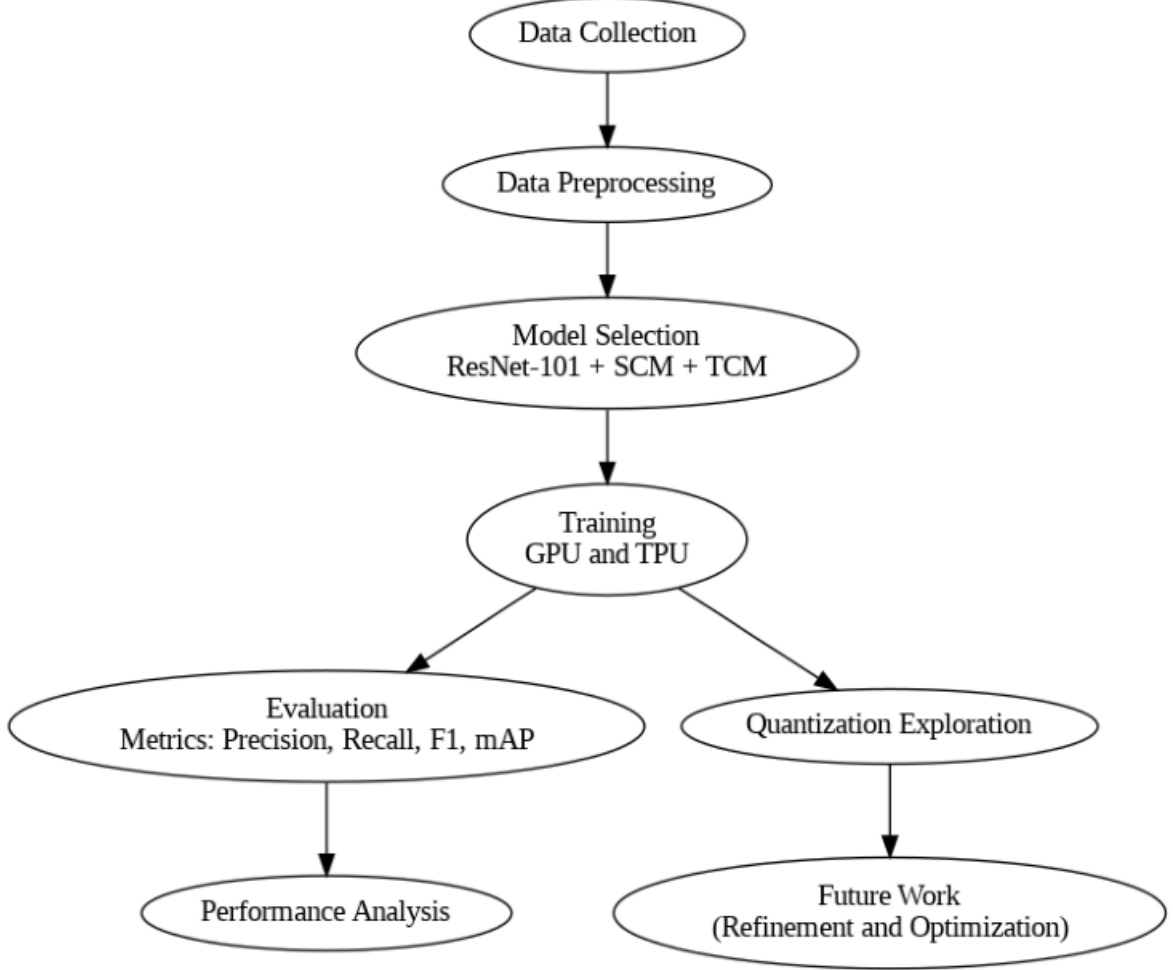 Data Collection
Data Preprocessing
Model Selection
ResNet-101 + SCM + TCM
Training
GPU and TPU
Evaluation
Metrics: Precision, Recall, F1, mAP
Quantization Exploration
Performance Analysis
Future Work
(Refinement and Optimization)